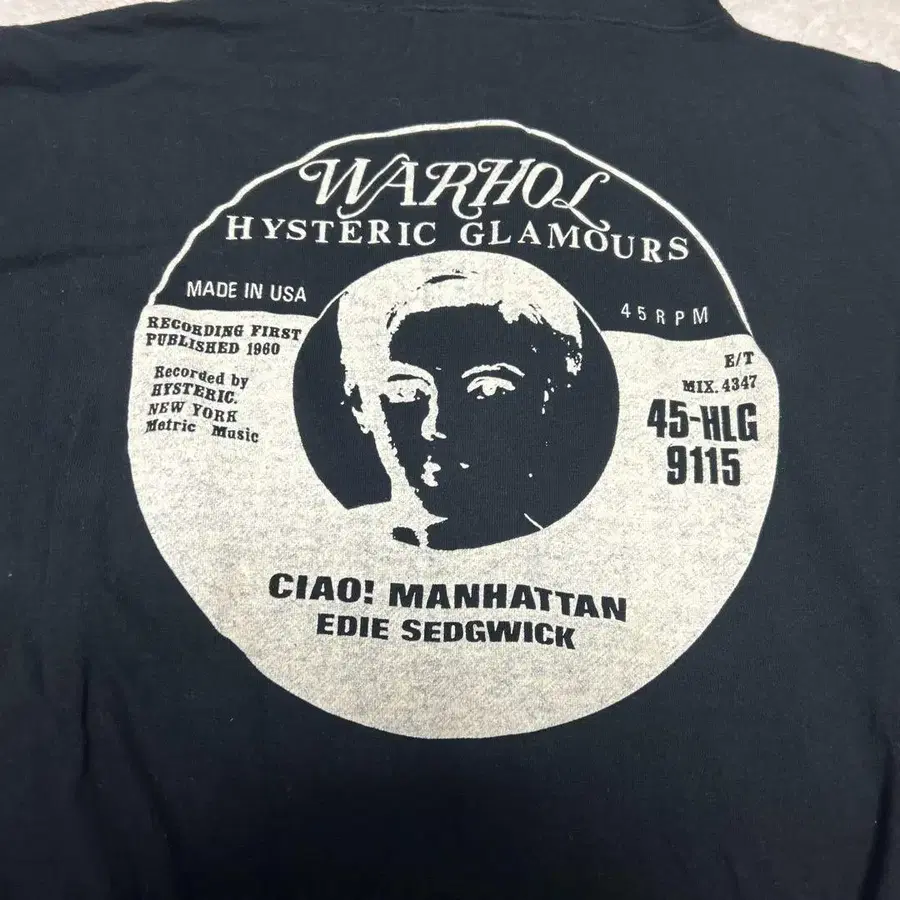 WARHOL
HYSTERIC GLAMOURS
MADE IN USA
45RPM
RECORDING FIRST
PUBLISHED 1960
Recorded by
HYSTERIC.
NEW YORK
Metric Music
E/T
MIX. 4347
45-HLG
9115
CIAO! MANHATTAN
EDIE SEDGWICK